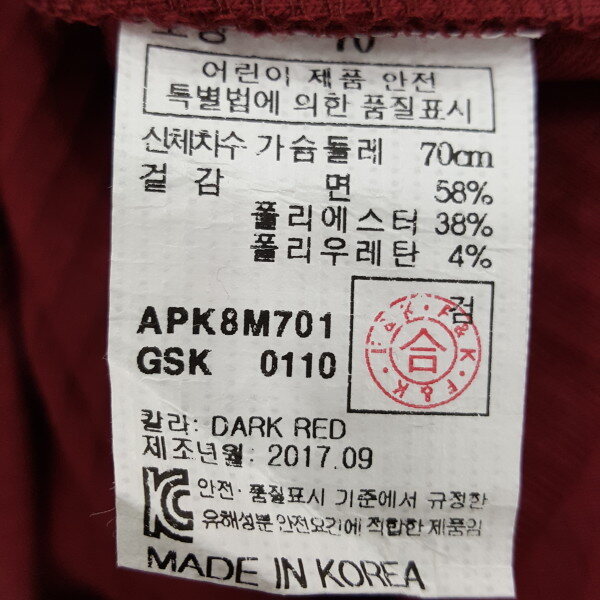 70
어린이 제품 안전
특별법에 의한 품질표시
신체치수 가슴둘레 70cm
겉 감 면 58%
폴리에스터 38%
폴리우레탄 4%
APK8M701
GSK 0110
검
合
F&K · F&K · F&K ·
칼라: DARK RED
제조년월: 2017.09
KC 안전·품질표시 기준에서 규정한
유해성분 안전요건에 적합한 제품임
MADE IN KOREA